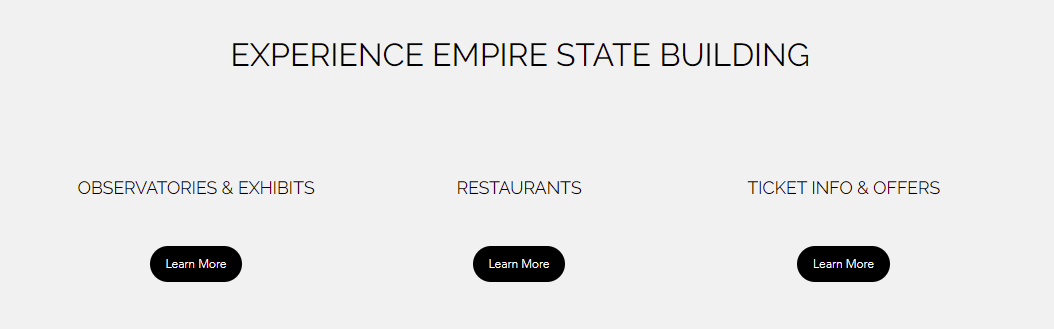 EXPERIENCE EMPIRE STATE BUILDING
OBSERVATORIES & EXHIBITS
RESTAURANTS
TICKET INFO & OFFERS
Learn More
Learn More
Learn More